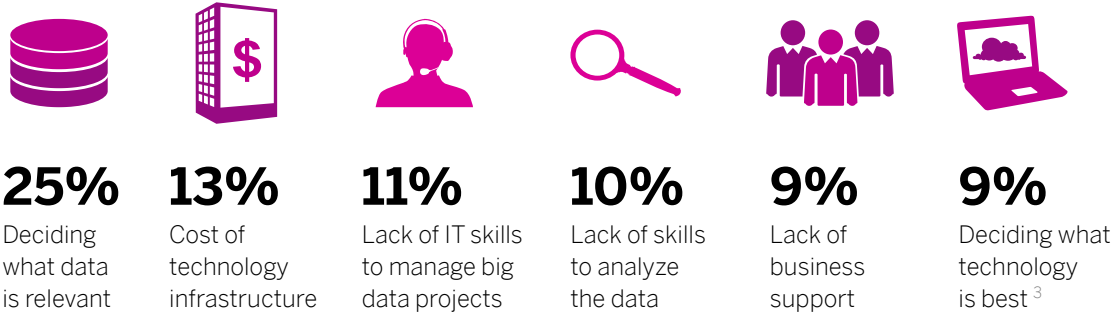 $
25%
Deciding
what data
is relevant
13%
Cost of
technology
infrastructure
11%
Lack of IT skills
to manage big
data projects
10%
Lack of skills
to analyze
the data
9%
Lack of
business
support
9%
Deciding what
technology
is best 3